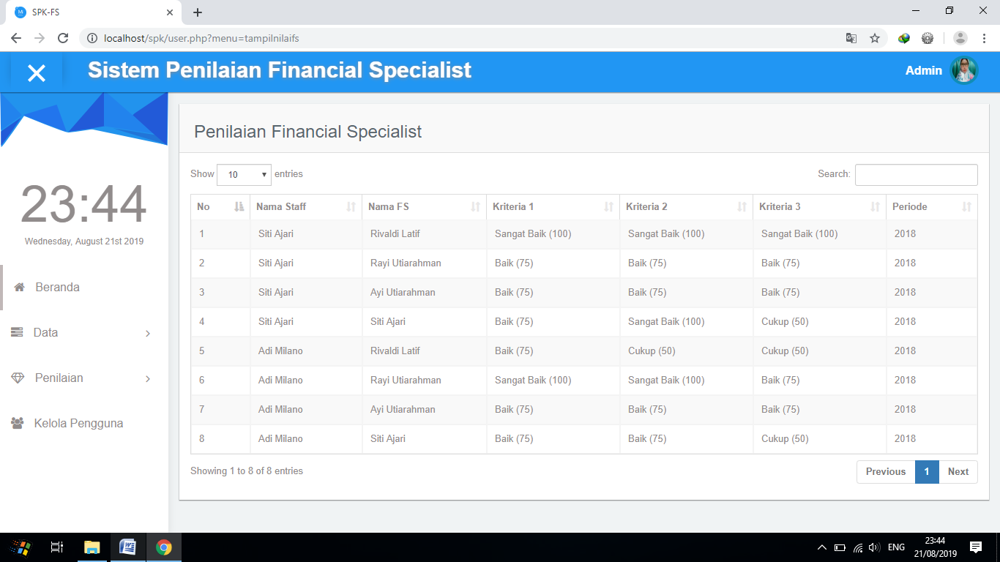 SPK-FS
localhost/spk/user.php?menu=tampilnilaifs
Sistem Penilaian Financial Specialist
Admin
23:44
Wednesday, August 21st 2019
Beranda
Data
Penilaian
Kelola Pengguna
Penilaian Financial Specialist
Show 10 entries
Search:
No Nama Staff Nama FS Kriteria 1 Kriteria 2 Kriteria 3 Periode
1 Siti Ajari Rivaldi Latif Sangat Baik (100) Sangat Baik (100) Sangat Baik (100) 2018
2 Siti Ajari Rayi Utiarahman Baik (75) Baik (75) Baik (75) 2018
3 Siti Ajari Ayi Utiarahman Baik (75) Baik (75) Baik (75) 2018
4 Siti Ajari Siti Ajari Baik (75) Sangat Baik (100) Cukup (50) 2018
5 Adi Milano Rivaldi Latif Baik (75) Cukup (50) Cukup (50) 2018
6 Adi Milano Rayi Utiarahman Sangat Baik (100) Sangat Baik (100) Baik (75) 2018
7 Adi Milano Ayi Utiarahman Baik (75) Baik (75) Baik (75) 2018
8 Adi Milano Siti Ajari Baik (75) Baik (75) Cukup (50) 2018
Showing 1 to 8 of 8 entries
Previous 1 Next
ENG
23:44
21/08/2019